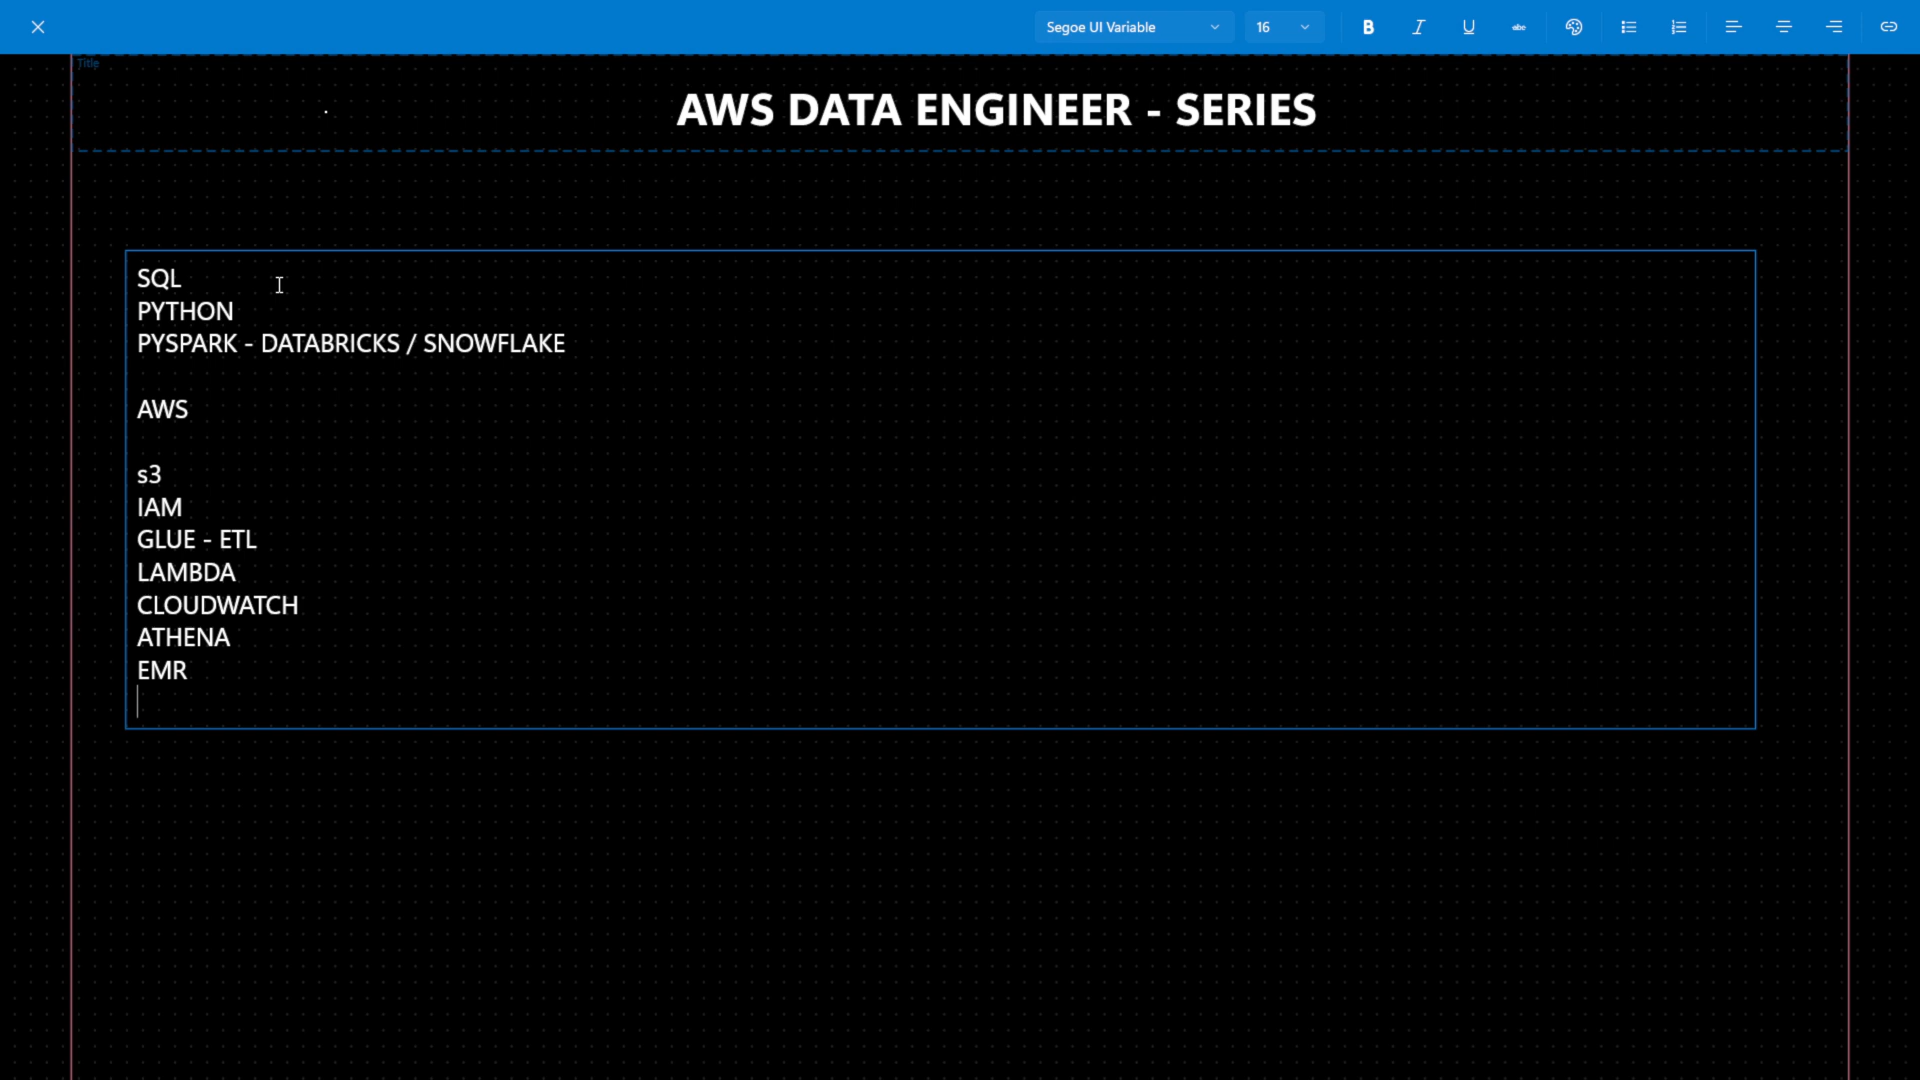 Segoe UI Variable
16
B
I
U
abc
Title
AWS DATA ENGINEER - SERIES
SQL
PYTHON
PYSPARK - DATABRICKS / SNOWFLAKE
AWS
s3
IAM
GLUE - ETL
LAMBDA
CLOUDWATCH
ATHENA
EMR